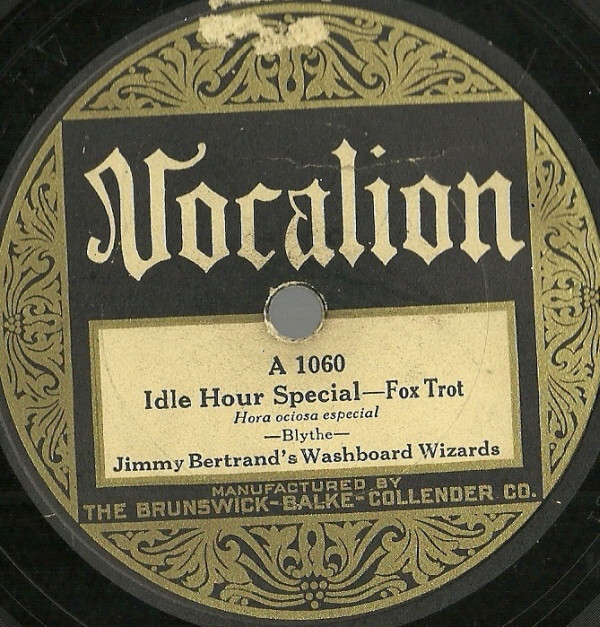 Vocalion
A 1060
Idle Hour Special—Fox Trot
Hora ociosa especial
—Blythe—
Jimmy Bertrand's Washboard Wizards
MANUFACTURED BY
THE BRUNSWICK-BALKE-COLLENDER CO.